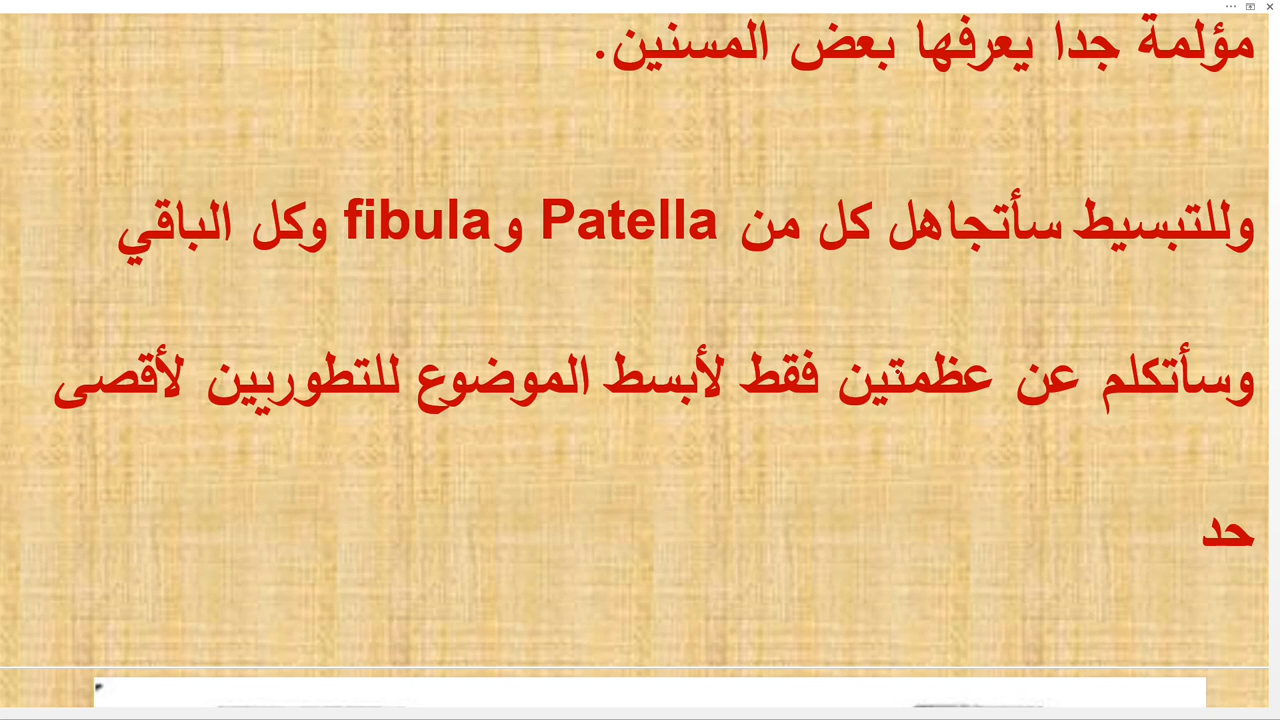 مؤلمة جدا يعرفها بعض المسنين.
وللتبسيط سأتجاهل كل من Patella وfibula وكل الباقي
وسأتكلم عن عظمتين فقط لأبسط الموضوع للتطوريين لأقصى
حد